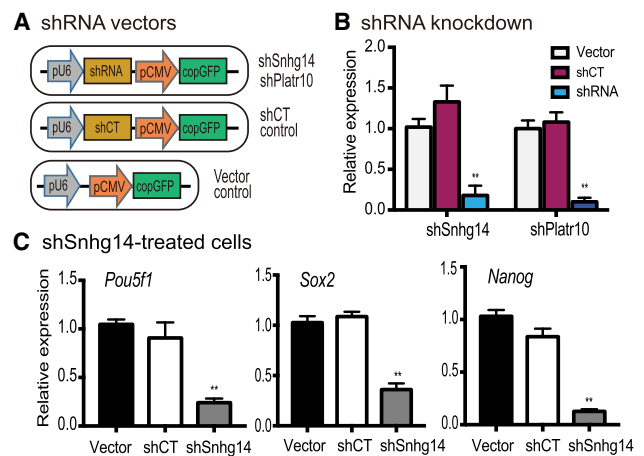 A shRNA vectors
pU6 shRNA pCMV copGFP
shSnhg14
shPlatr10
pU6 shCT pCMV copGFP
shCT
control
pU6 pCMV copGFP
Vector
control
B shRNA knockdown
Relative expression
2.0
1.5
1.0
0.5
0.0
Vector
shCT
shRNA
** **
shSnhg14 shPlatr10
C shSnhg14-treated cells
Relative expression
Pou5f1
1.5
1.0
0.5
0.0
**
Vector shCT shSnhg14
Sox2
1.5
1.0
0.5
0.0
**
Vector shCT shSnhg14
Nanog
1.5
1.0
0.5
0.0
**
Vector shCT shSnhg14